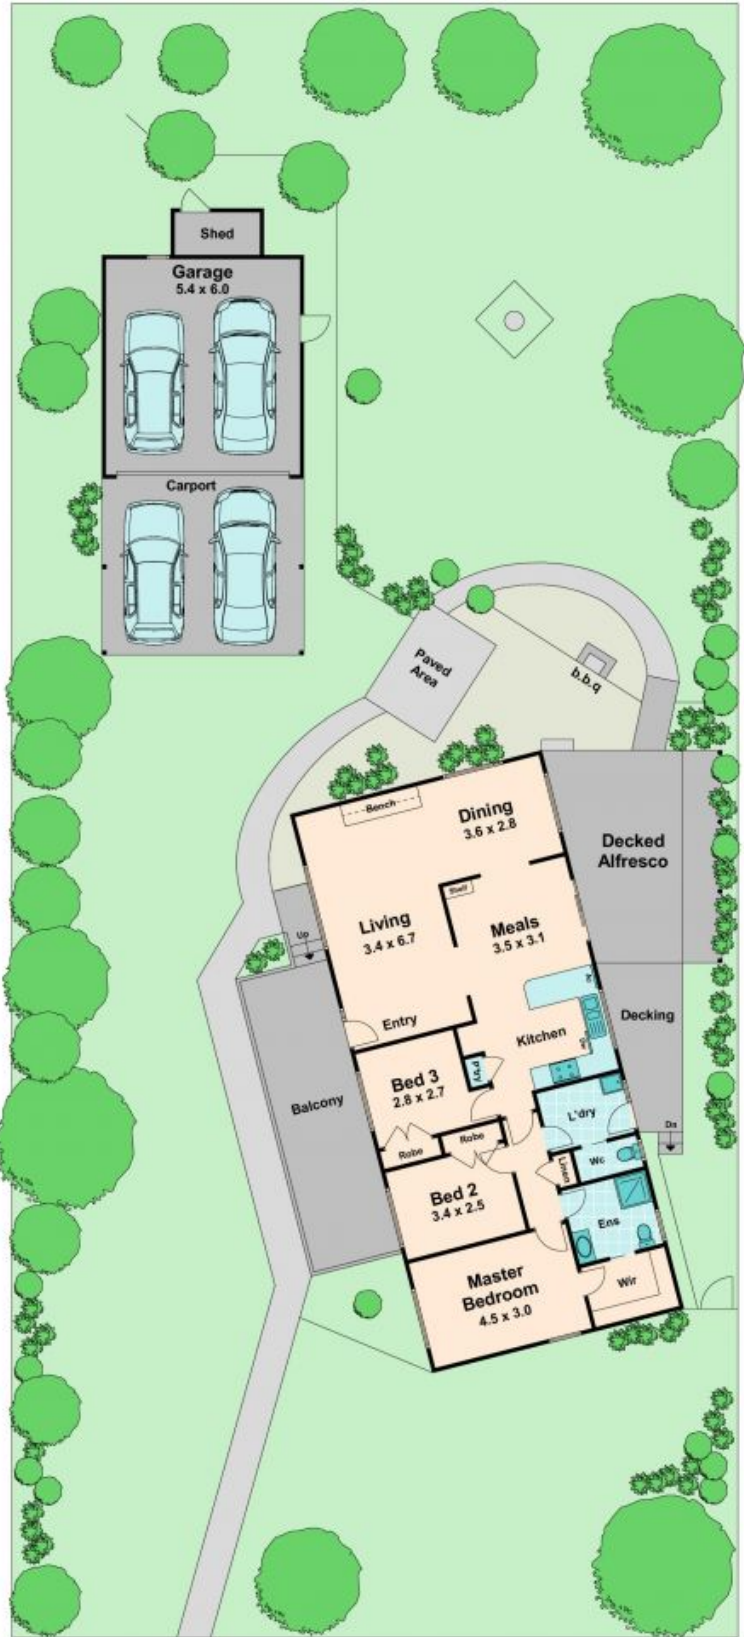 Shed
Garage
5.4 x 6.0
Carport
Paved
Area
b.b.q
Bench
Dining
3.6 x 2.8
Decked
Alfresco
Shelf
Living
3.4 x 6.7
Meals
3.5 x 3.1
Up
Entry
Kitchen
Decking
P'try
Bed 3
2.8 x 2.7
Balcony
L'dry
Dn
Robe
Robe
Linen
Wc
Bed 2
3.4 x 2.5
Ens
Master
Bedroom
4.5 x 3.0
Wir